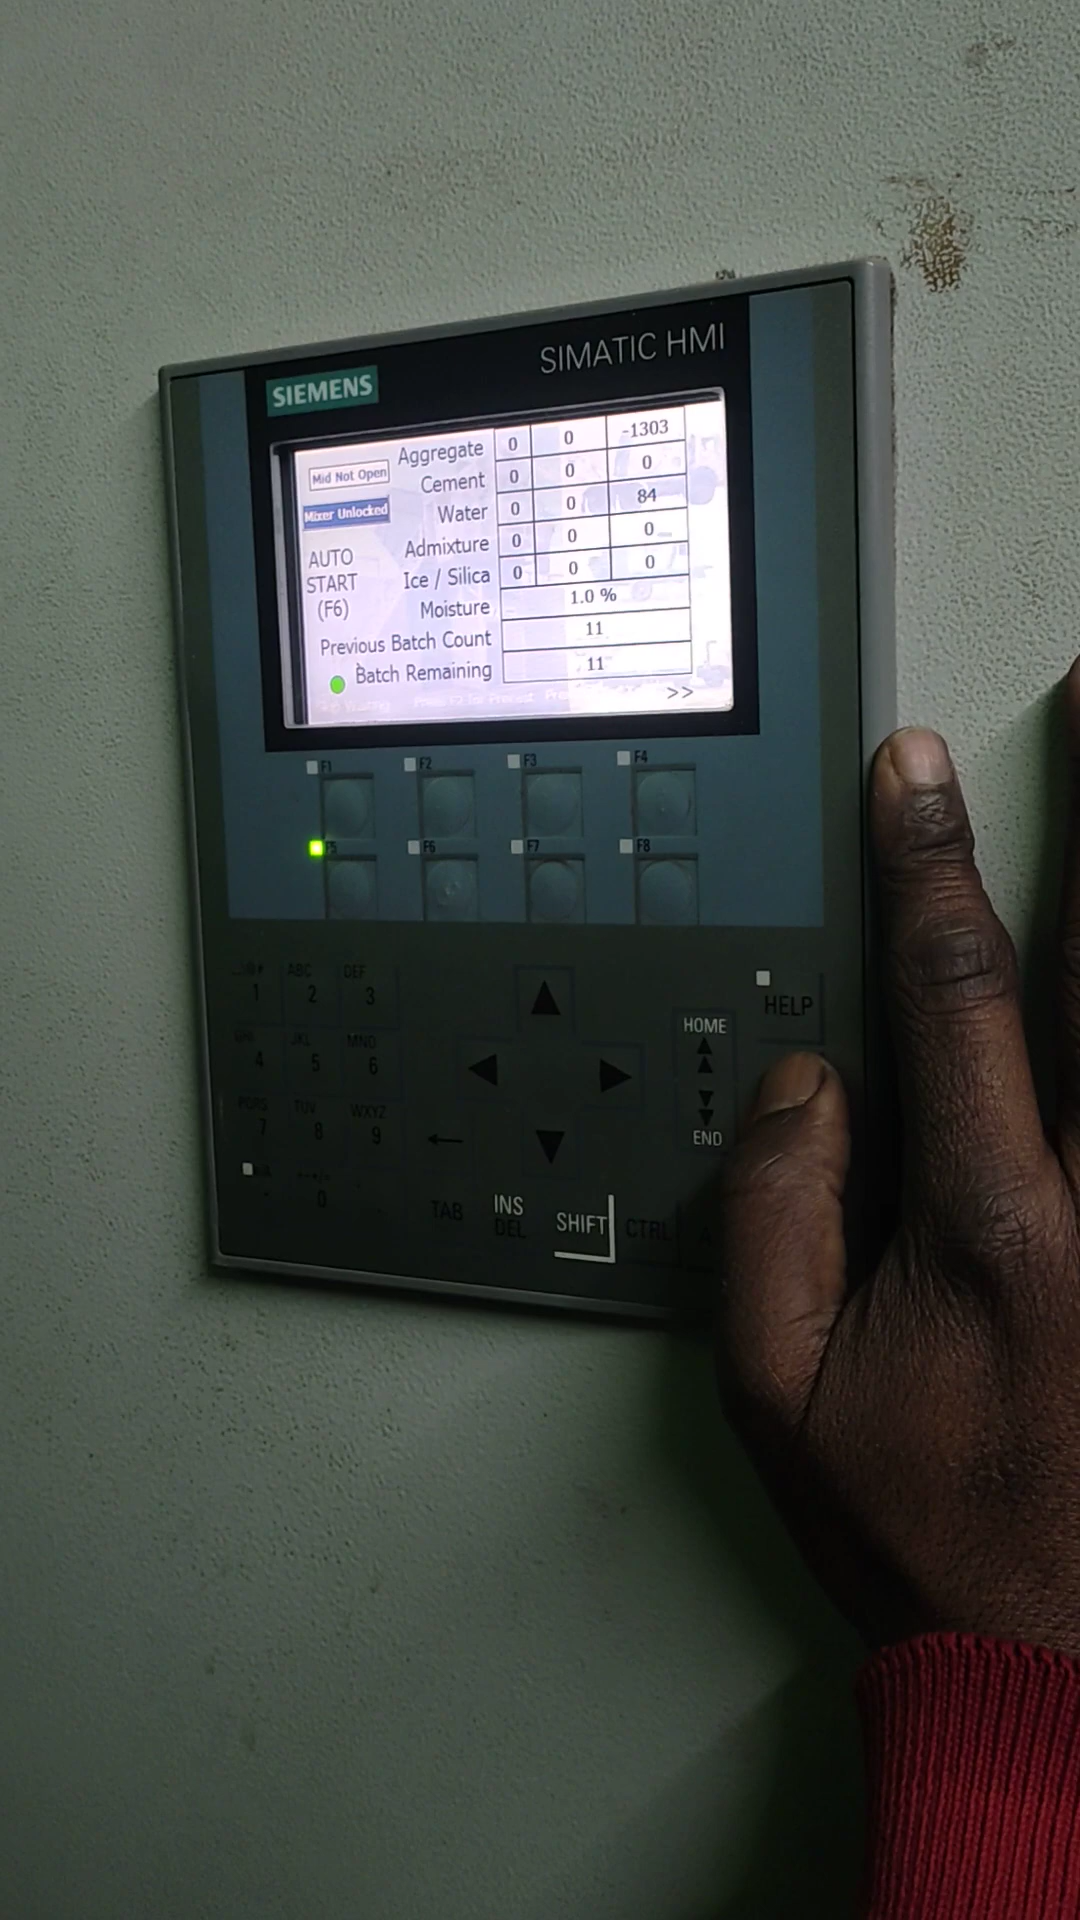 SIEMENS
SIMATIC HMI
Mid Not Open
Mixer Unlocked
AUTO
START
(F6)
Aggregate 0 0 -1303
Cement 0 0 0
Water 0 0 84
Admixture 0 0 0
Ice / Silica 0 0 0
Moisture 1.0 %
Previous Batch Count 11
Batch Remaining 11
>>
F1 F2 F3 F4
F5 F6 F7 F8
ABC DEF
1 2 3
GHI JKL MNO
4 5 6
PQRS TUV WXYZ
7 8 9
0
HELP
HOME
END
TAB
INS
DEL
SHIFT
CTRL
A